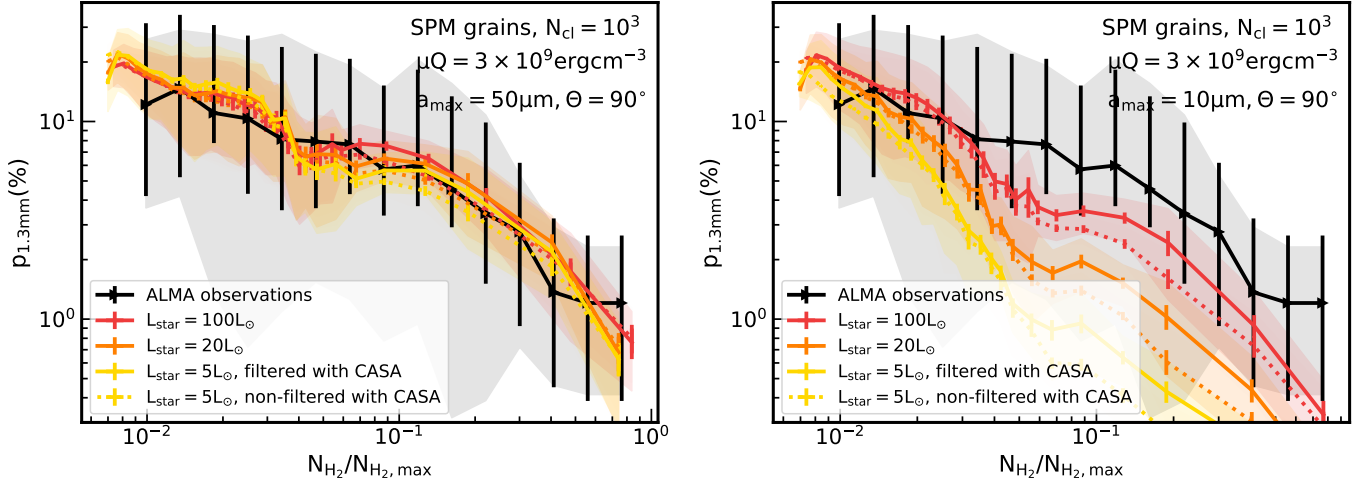 SPM grains, N_cl = 10^3
μQ = 3 × 10^9 ergcm^−3
a_max = 50μm, Θ = 90°
p_1.3mm(%)
10^1
10^0
ALMA observations
L_star = 100L_⊙
L_star = 20L_⊙
L_star = 5L_⊙, filtered with CASA
L_star = 5L_⊙, non-filtered with CASA
10^−2
10^−1
10^0
N_H₂/N_H₂, max
SPM grains, N_cl = 10^3
μQ = 3 × 10^9 ergcm^−3
a_max = 10μm, Θ = 90°
p_1.3mm(%)
10^1
10^0
ALMA observations
L_star = 100L_⊙
L_star = 20L_⊙
L_star = 5L_⊙, filtered with CASA
L_star = 5L_⊙, non-filtered with CASA
10^−2
10^−1
N_H₂/N_H₂, max